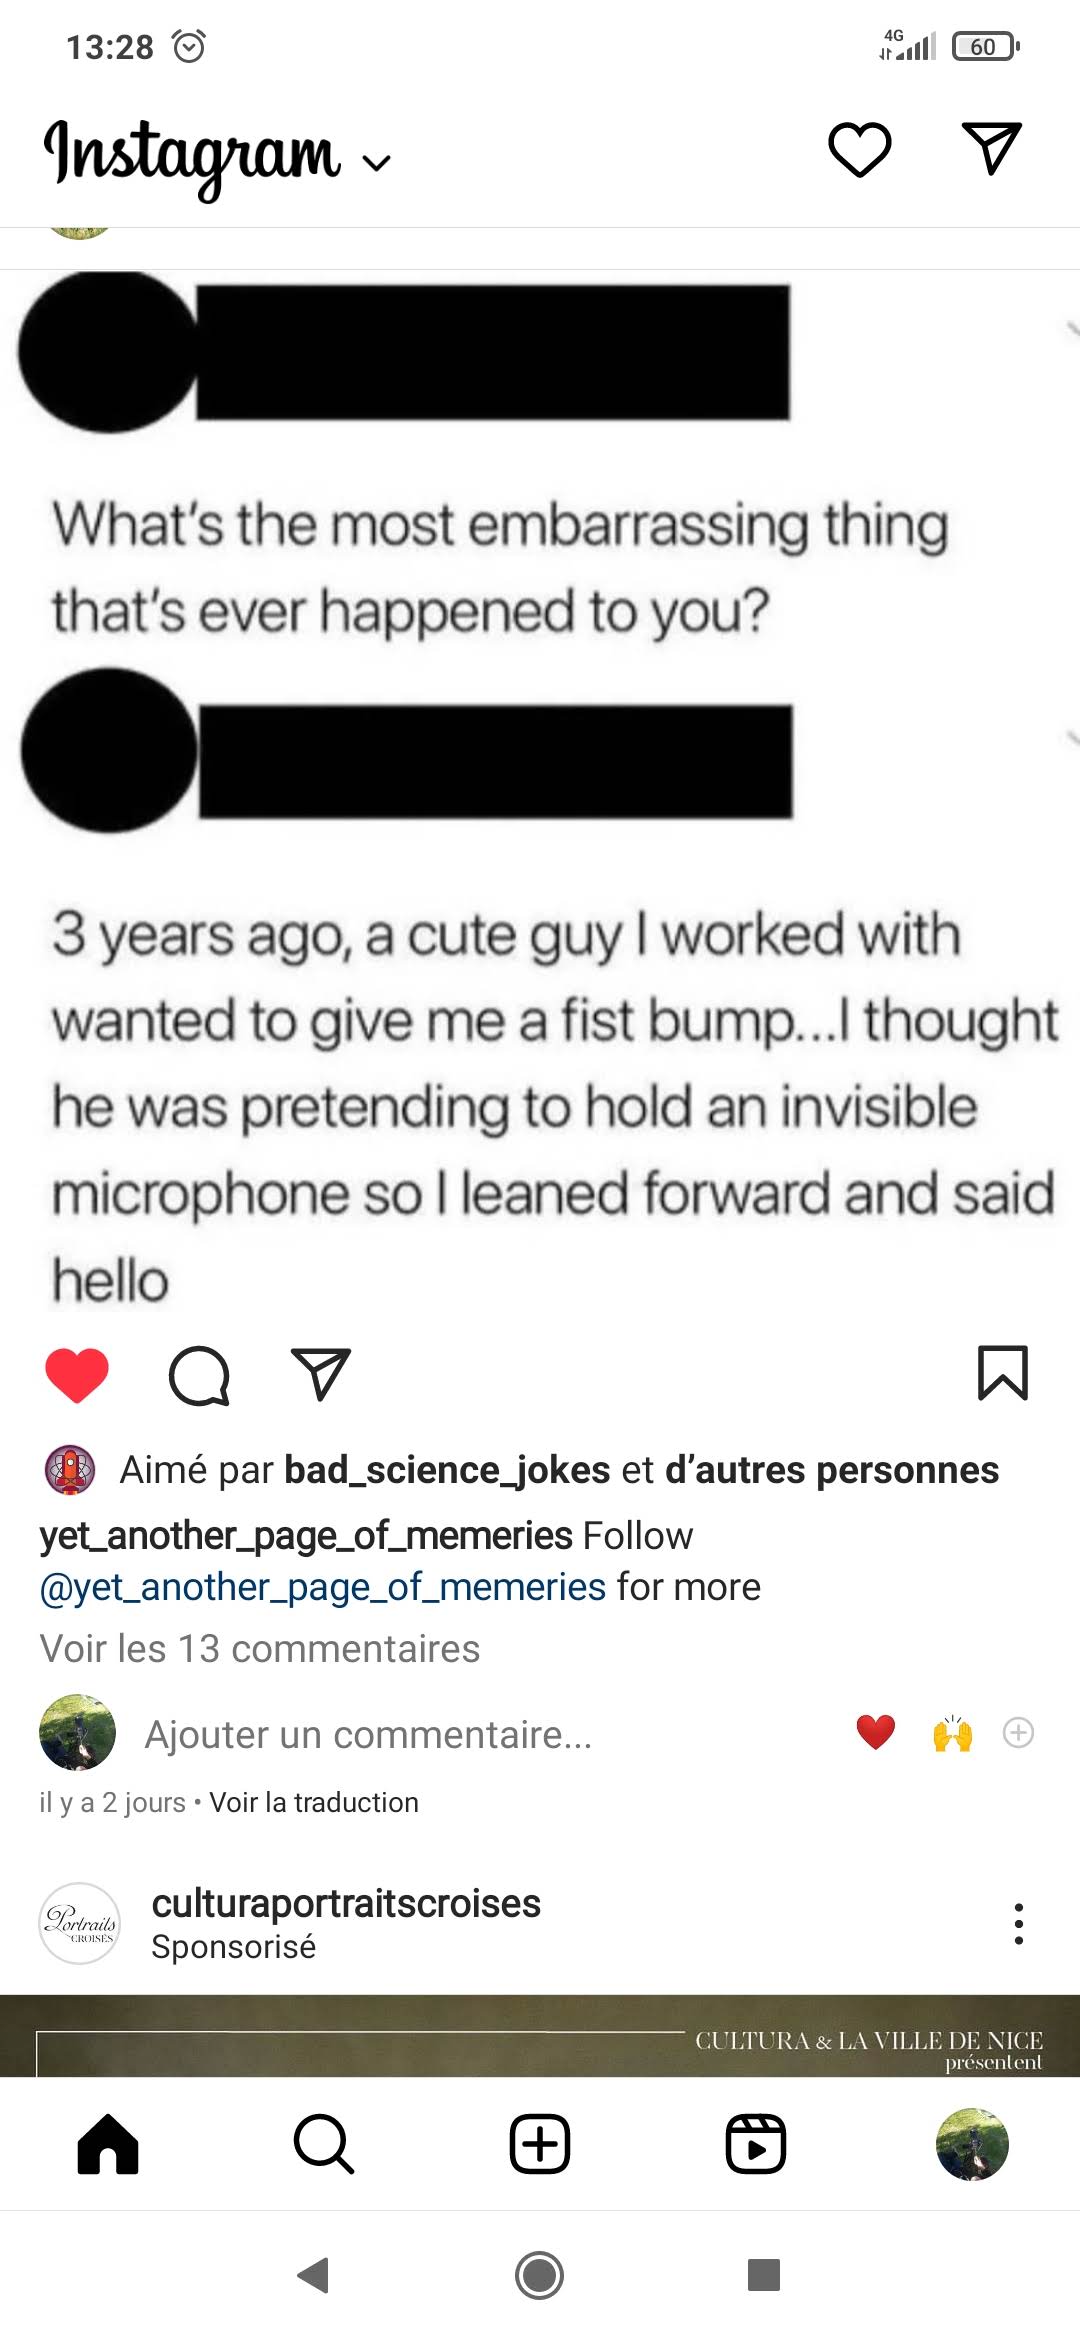 13:28
4G
60
Instagram
What's the most embarrassing thing
that's ever happened to you?
3 years ago, a cute guy I worked with
wanted to give me a fist bump...I thought
he was pretending to hold an invisible
microphone so I leaned forward and said
hello
Aimé par bad_science_jokes et d'autres personnes
yet_another_page_of_memeries Follow
@yet_another_page_of_memeries for more
Voir les 13 commentaires
Ajouter un commentaire...
il y a 2 jours • Voir la traduction
Portraits
CROISÉS
culturaportraitscroises
Sponsorisé
CULTURA & LA VILLE DE NICE
présentent